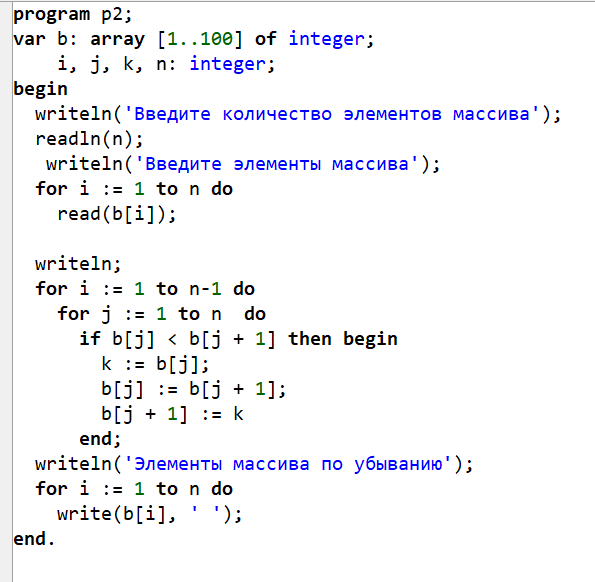 program p2;
var b: array [1..100] of integer;
    i, j, k, n: integer;
begin
  writeln('Введите количество элементов массива');
  readln(n);
   writeln('Введите элементы массива');
  for i := 1 to n do
    read(b[i]);

  writeln;
  for i := 1 to n-1 do
    for j := 1 to n  do
      if b[j] < b[j + 1] then begin
        k := b[j];
        b[j] := b[j + 1];
        b[j + 1] := k
      end;
  writeln('Элементы массива по убыванию');
  for i := 1 to n do
    write(b[i], ' ');
end.